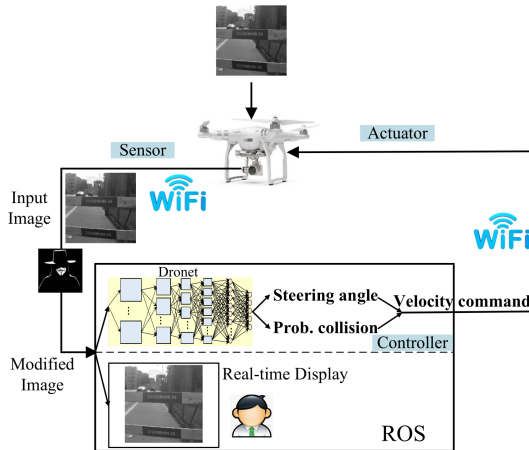 Sensor
Actuator
WiFi
Input
Image
WiFi
Dronet
Steering angle
Velocity command
Prob. collision
Controller
Modified
Image
Real-time Display
ROS